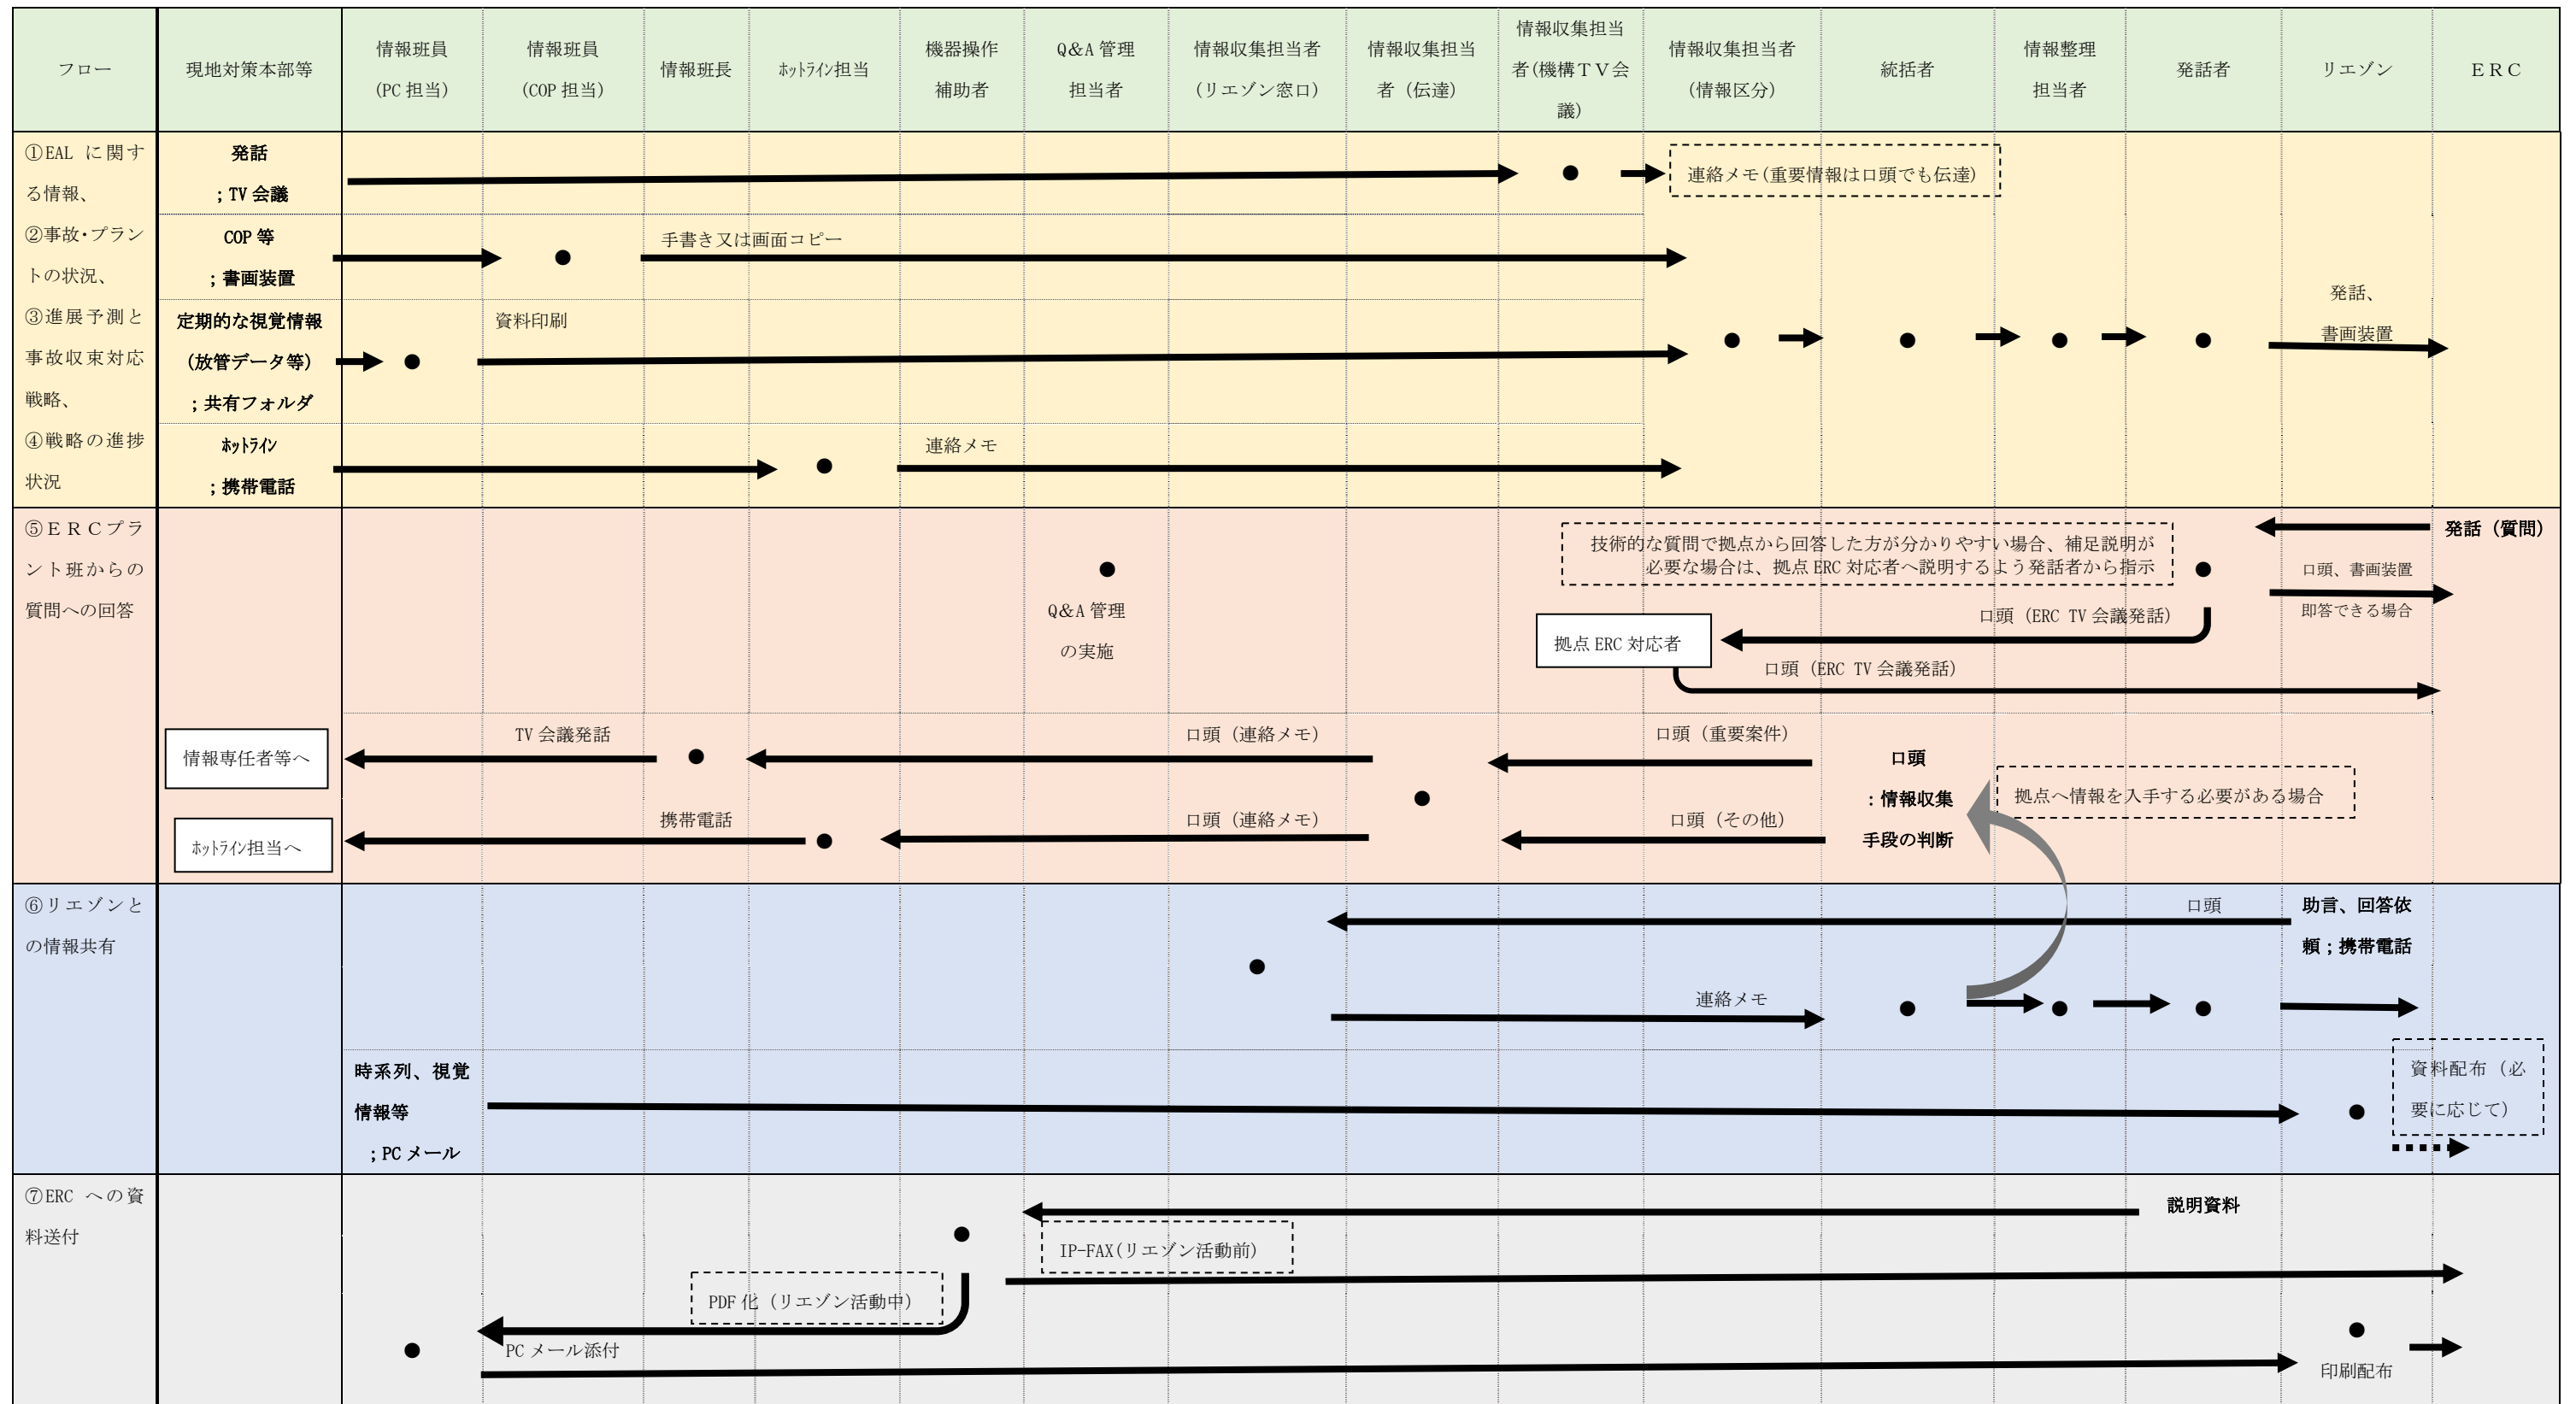 フロー
現地対策本部等
情報班員
(PC 担当)
情報班員
(COP 担当)
情報班長
ﾎｯﾄﾗｲﾝ担当
機器操作
補助者
Q＆A 管理
担当者
情報収集担当者
(リエゾン窓口)
情報収集担当
者（伝達）
情報収集担当
者(機構ＴＶ会
議)
情報収集担当者
(情報区分)
統括者
情報整理
担当者
発話者
リエゾン
ＥＲＣ
①EAL に関す
る情報、
②事故･プラン
トの状況、
③進展予測と
事故収束対応
戦略、
④戦略の進捗
状況
発話
；TV 会議
連絡メモ(重要情報は口頭でも伝達)
COP 等
；書画装置
手書き又は画面コピー
定期的な視覚情報
(放管データ等)
；共有フォルダ
資料印刷
発話、
書画装置
ﾎｯﾄﾗｲﾝ
；携帯電話
連絡メモ
⑤ＥＲＣプラ
ント班からの
質問への回答
発話（質問）
技術的な質問で拠点から回答した方が分かりやすい場合、補足説明が
必要な場合は、拠点 ERC 対応者へ説明するよう発話者から指示
口頭、書画装置
即答できる場合
Q＆A 管理
の実施
口頭（ERC TV 会議発話）
拠点 ERC 対応者
口頭（ERC TV 会議発話）
情報専任者等へ
TV 会議発話
口頭（連絡メモ）
口頭（重要案件）
口頭
：情報収集
手段の判断
拠点へ情報を入手する必要がある場合
ﾎｯﾄﾗｲﾝ担当へ
携帯電話
口頭（連絡メモ）
口頭（その他）
⑥リエゾンと
の情報共有
口頭
助言、回答依
頼；携帯電話
連絡メモ
時系列、視覚
情報等
；PC メール
資料配布（必
要に応じて）
⑦ERC への資
料送付
説明資料
IP-FAX(リエゾン活動前)
PDF 化（リエゾン活動中）
PC メール添付
印刷配布